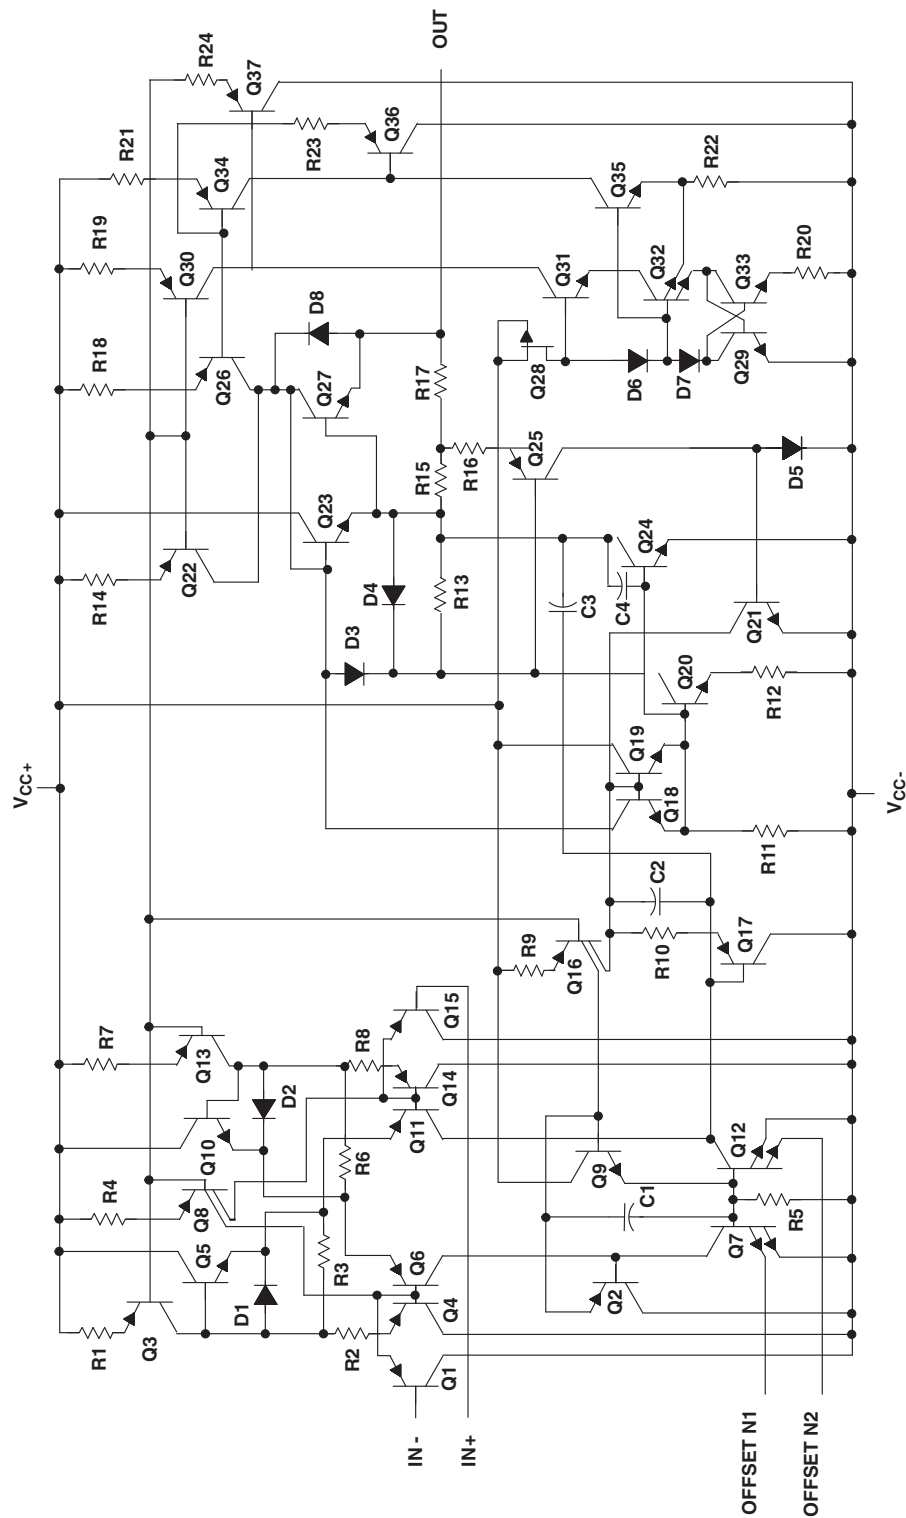 VCC+
R1
R4
R7
R14
R18
R19
R21
R24
Q3
Q5
Q8
Q10
Q13
Q22
Q26
Q30
Q34
Q37
D1
D2
Q23
Q27
D8
R23
R2
R3
R6
R8
D3
D4
Q36
Q1
Q4
Q6
Q11
Q14
Q15
R13
R15
R17
OUT
IN -
IN+
R16
R9
Q16
Q25
Q28
Q31
Q2
Q9
C3
C4
Q24
Q35
C1
C2
R10
Q18
Q19
Q20
D6
D7
Q32
Q7
Q12
Q17
Q21
Q29
Q33
R22
OFFSET N1
R5
R11
R12
D5
R20
OFFSET N2
VCC-